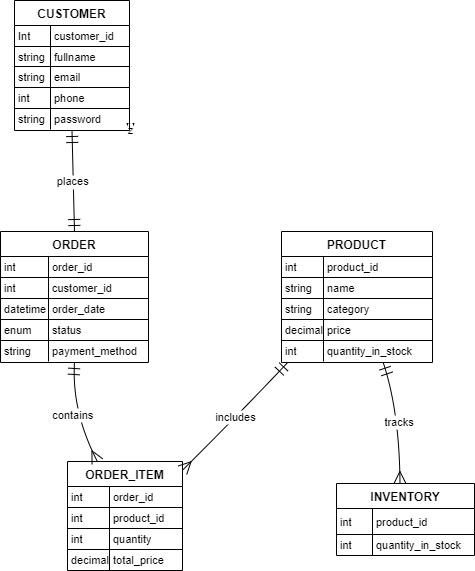 CUSTOMER
Int customer_id
string fullname
string email
int phone
string password
places
ORDER
int order_id
int customer_id
datetime order_date
enum status
string payment_method
PRODUCT
int product_id
string name
string category
decimal price
int quantity_in_stock
contains
includes
tracks
ORDER_ITEM
int order_id
int product_id
int quantity
decimal total_price
INVENTORY
int product_id
int quantity_in_stock